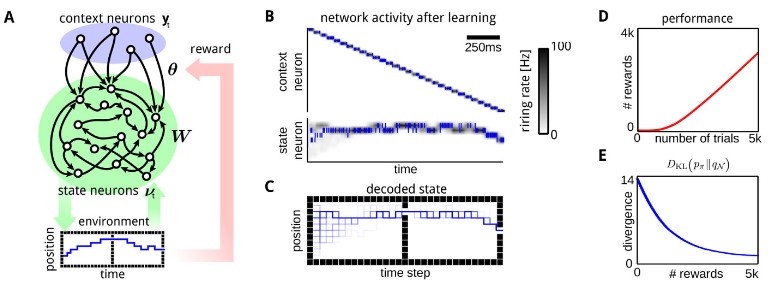 A
context neurons y_t
reward
θ
W
state neurons ν_t
environment
position
time
B
network activity after learning
250ms
context
neuron
state
neuron
time
riring rate [Hz]
100
0
C
decoded state
position
time step
D
performance
4k
# rewards
0
0
number of trials
5k
E
D_KL(p_π‖q_𝒩)
14
divergence
0
0
# rewards
5k